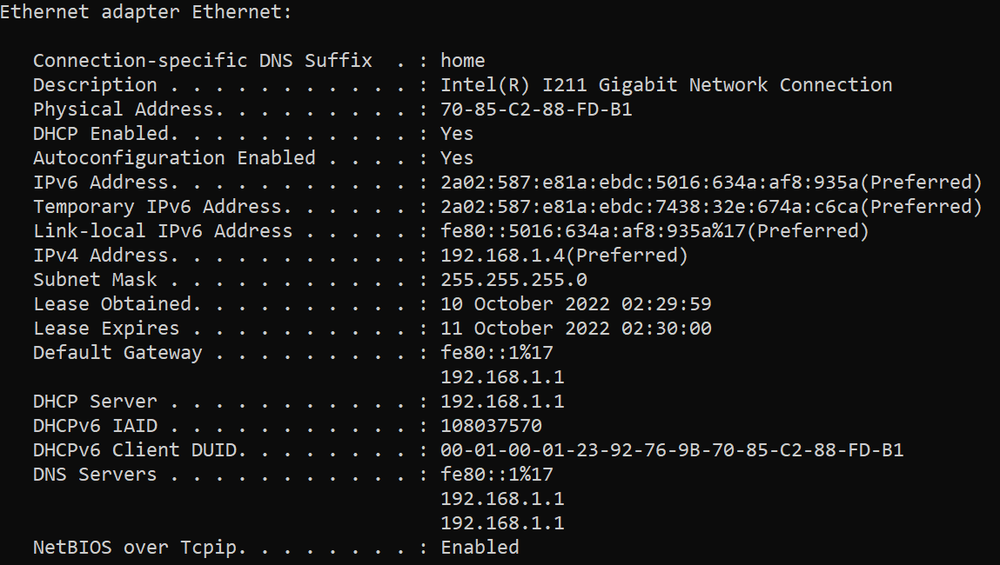 Ethernet adapter Ethernet:
Connection-specific DNS Suffix  . : home
Description . . . . . . . . . . . : Intel(R) I211 Gigabit Network Connection
Physical Address. . . . . . . . . : 70-85-C2-88-FD-B1
DHCP Enabled. . . . . . . . . . . : Yes
Autoconfiguration Enabled . . . . : Yes
IPv6 Address. . . . . . . . . . . : 2a02:587:e81a:ebdc:5016:634a:af8:935a(Preferred)
Temporary IPv6 Address. . . . . . : 2a02:587:e81a:ebdc:7438:32e:674a:c6ca(Preferred)
Link-local IPv6 Address . . . . . : fe80::5016:634a:af8:935a%17(Preferred)
IPv4 Address. . . . . . . . . . . : 192.168.1.4(Preferred)
Subnet Mask . . . . . . . . . . . : 255.255.255.0
Lease Obtained. . . . . . . . . . : 10 October 2022 02:29:59
Lease Expires . . . . . . . . . . : 11 October 2022 02:30:00
Default Gateway . . . . . . . . . : fe80::1%17
192.168.1.1
DHCP Server . . . . . . . . . . . : 192.168.1.1
DHCPv6 IAID . . . . . . . . . . . : 108037570
DHCPv6 Client DUID. . . . . . . . : 00-01-00-01-23-92-76-9B-70-85-C2-88-FD-B1
DNS Servers . . . . . . . . . . . : fe80::1%17
192.168.1.1
192.168.1.1
NetBIOS over Tcpip. . . . . . . . : Enabled